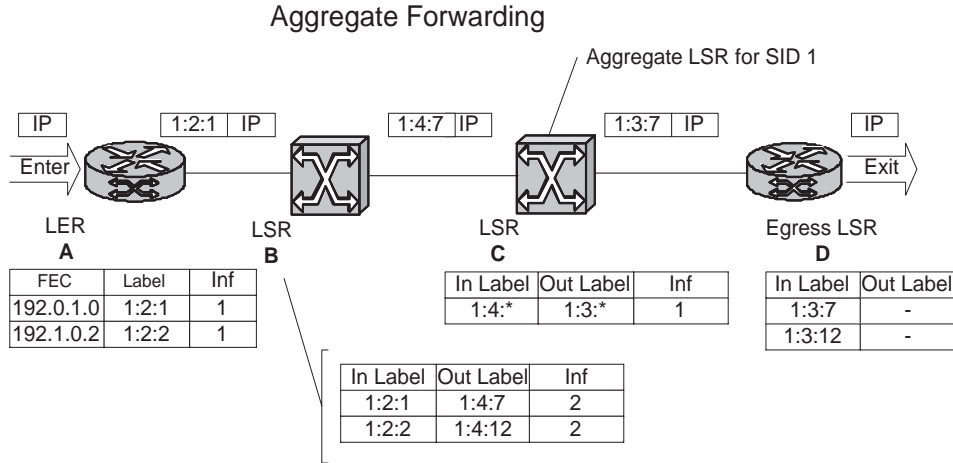 Aggregate Forwarding
Aggregate LSR for SID 1
IP
1:2:1 IP
1:4:7 IP
1:3:7 IP
IP
Enter
Exit
LER
A
LSR
B
LSR
C
Egress LSR
D
FEC Label Inf
192.0.1.0 1:2:1 1
192.1.0.2 1:2:2 1
In Label Out Label Inf
1:4:* 1:3:* 1
In Label Out Label
1:3:7 -
1:3:12 -
In Label Out Label Inf
1:2:1 1:4:7 2
1:2:2 1:4:12 2